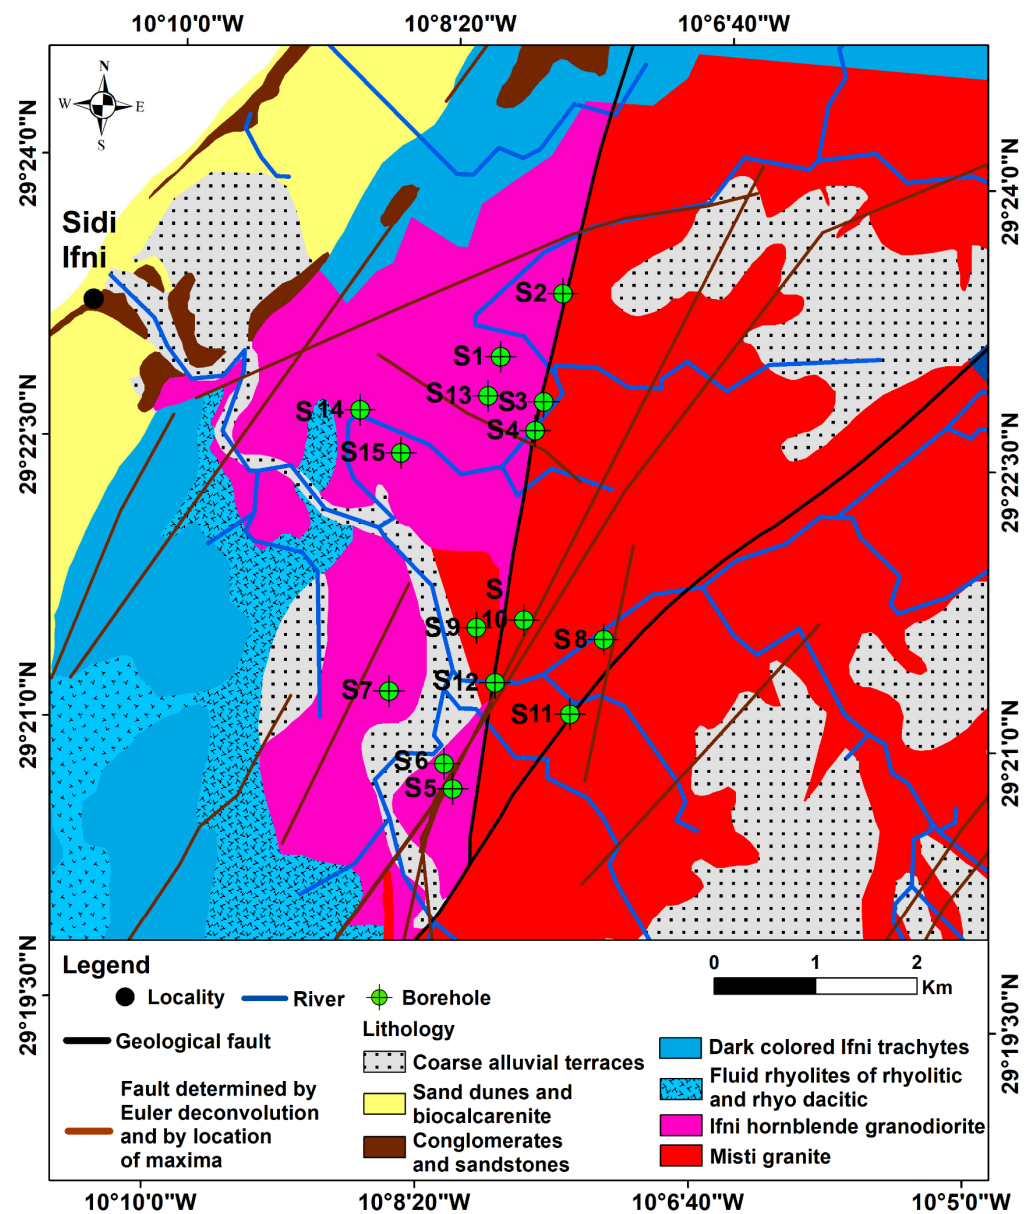 10°10'0"W 10°8'20"W 10°6'40"W
N
W E
S
29°24'0"N
29°24'0"N
Sidi
Ifni
S2
S1
S13 S3
S14
S4
S15
29°22'30"N
29°22'30"N
S
10
S9
S8
S12
S7
S11
29°21'0"N
29°21'0"N
S6
S5
29°19'30"N
29°19'30"N
Legend
Locality River Borehole
Geological fault
Fault determined by
Euler deconvolution
and by location
of maxima
Lithology
Coarse alluvial terraces
Sand dunes and
biocalcarenite
Conglomerates
and sandstones
0 1 2
Km
Dark colored Ifni trachytes
Fluid rhyolites of rhyolitic
and rhyo dacitic
Ifni hornblende granodiorite
Misti granite
10°10'0"W 10°8'20"W 10°6'40"W 10°5'0"W